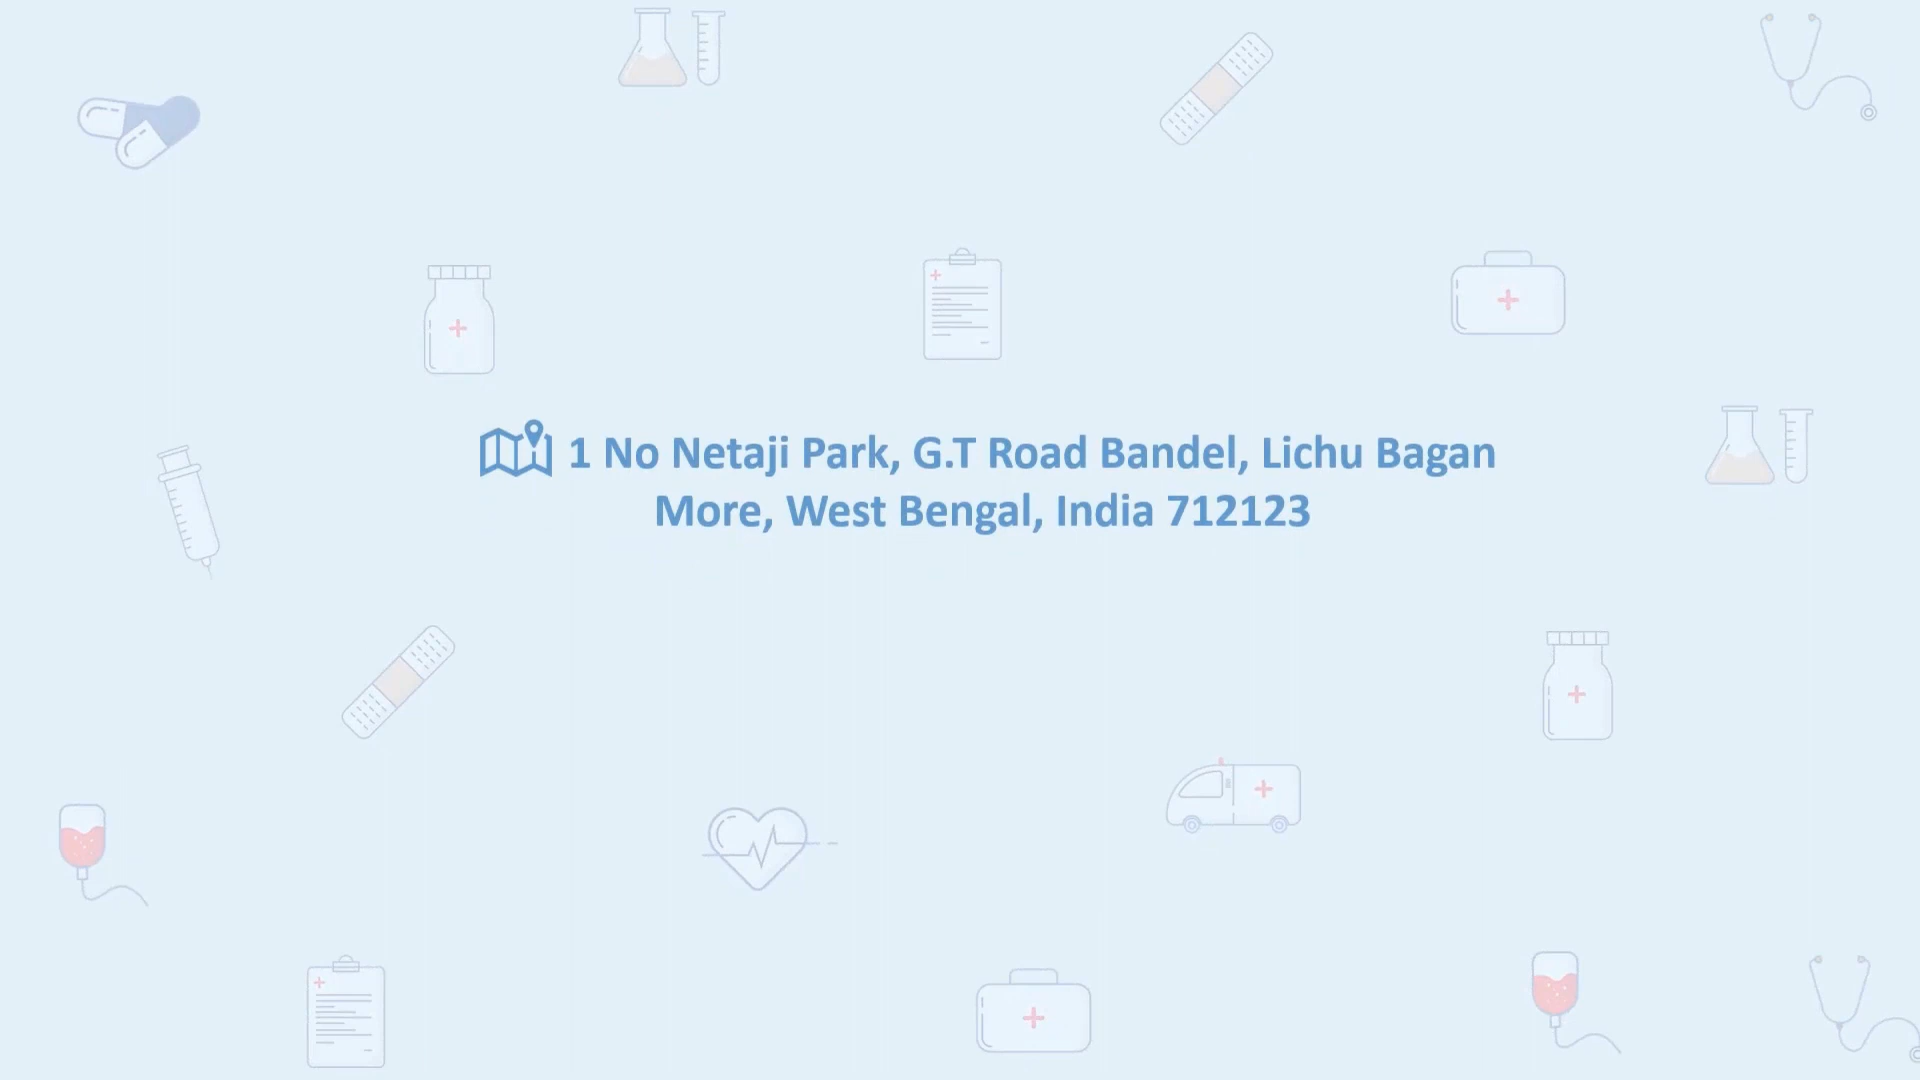 1 No Netaji Park, G.T Road Bandel, Lichu Bagan
More, West Bengal, India 712123